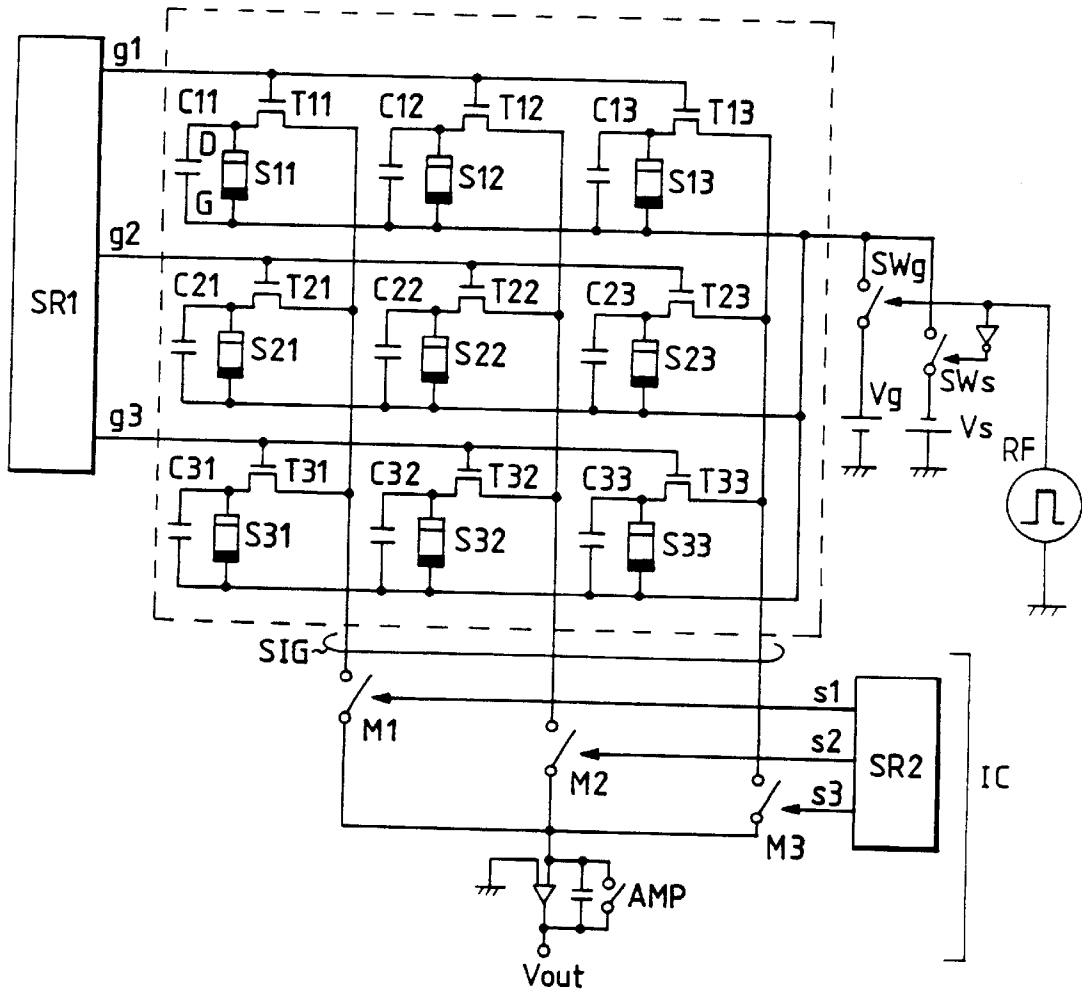 g1
C11 T11 C12 T12 C13 T13
D
S11 S12 S13
G
g2
SR1
C21 T21 C22 T22 C23 T23
SWg
S21 S22 S23
SWs
Vg
Vs
g3
RF
C31 T31 C32 T32 C33 T33
S31 S32 S33
SIG
s1
M1
s2
SR2
IC
M2
s3
M3
AMP
Vout